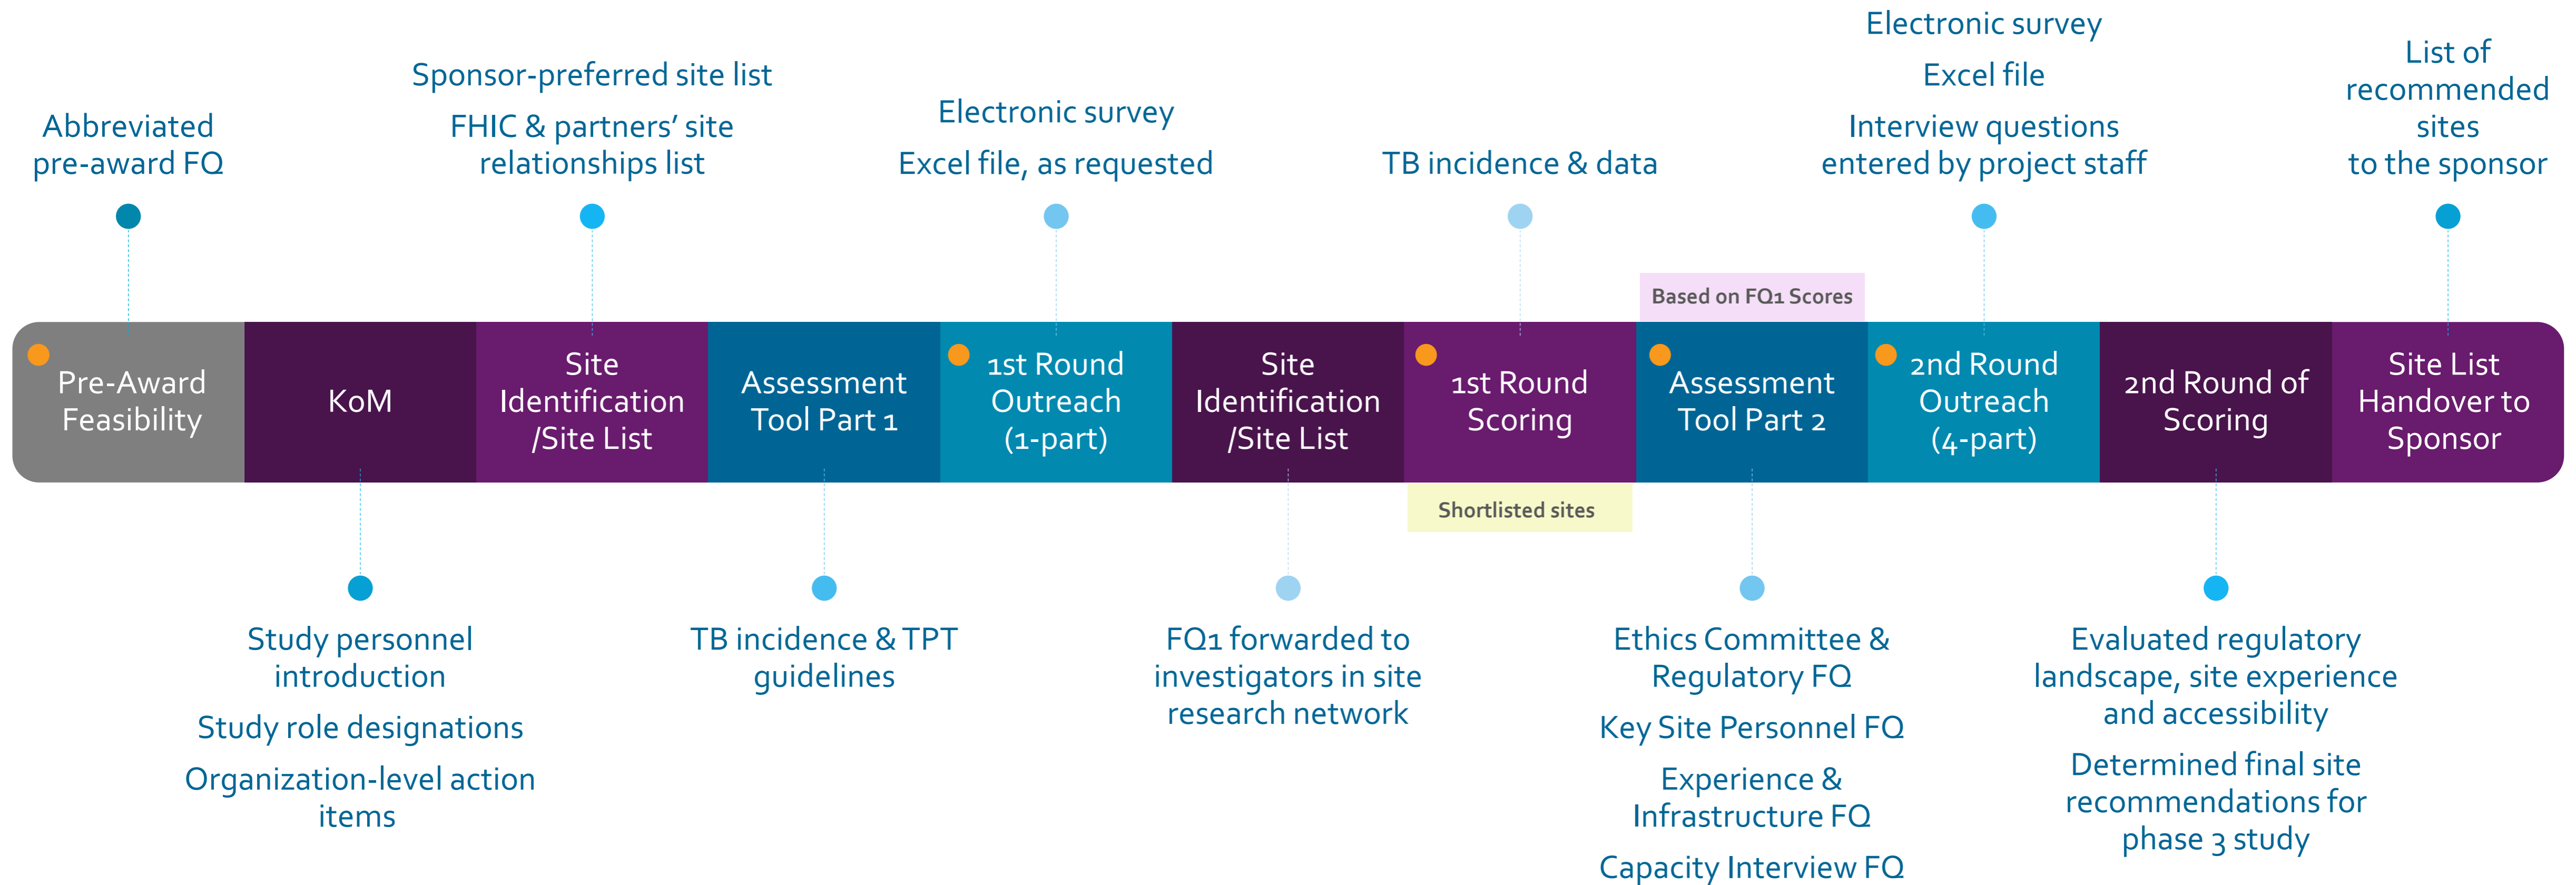 Abbreviated
pre-award FQ
Sponsor-preferred site list
FHIC & partners’ site
relationships list
Electronic survey
Excel file, as requested
TB incidence & data
Electronic survey
Excel file
Interview questions
entered by project staff
List of
recommended
sites
to the sponsor
Based on FQ1 Scores
Pre-Award
Feasibility
KoM
Site
Identification
/Site List
Assessment
Tool Part 1
1st Round
Outreach
(1-part)
Site
Identification
/Site List
1st Round
Scoring
Assessment
Tool Part 2
2nd Round
Outreach
(4-part)
2nd Round of
Scoring
Site List
Handover to
Sponsor
Shortlisted sites
Study personnel
introduction
Study role designations
Organization-level action
items
TB incidence & TPT
guidelines
FQ1 forwarded to
investigators in site
research network
Ethics Committee &
Regulatory FQ
Key Site Personnel FQ
Experience &
Infrastructure FQ
Capacity Interview FQ
Evaluated regulatory
landscape, site experience
and accessibility
Determined final site
recommendations for
phase 3 study